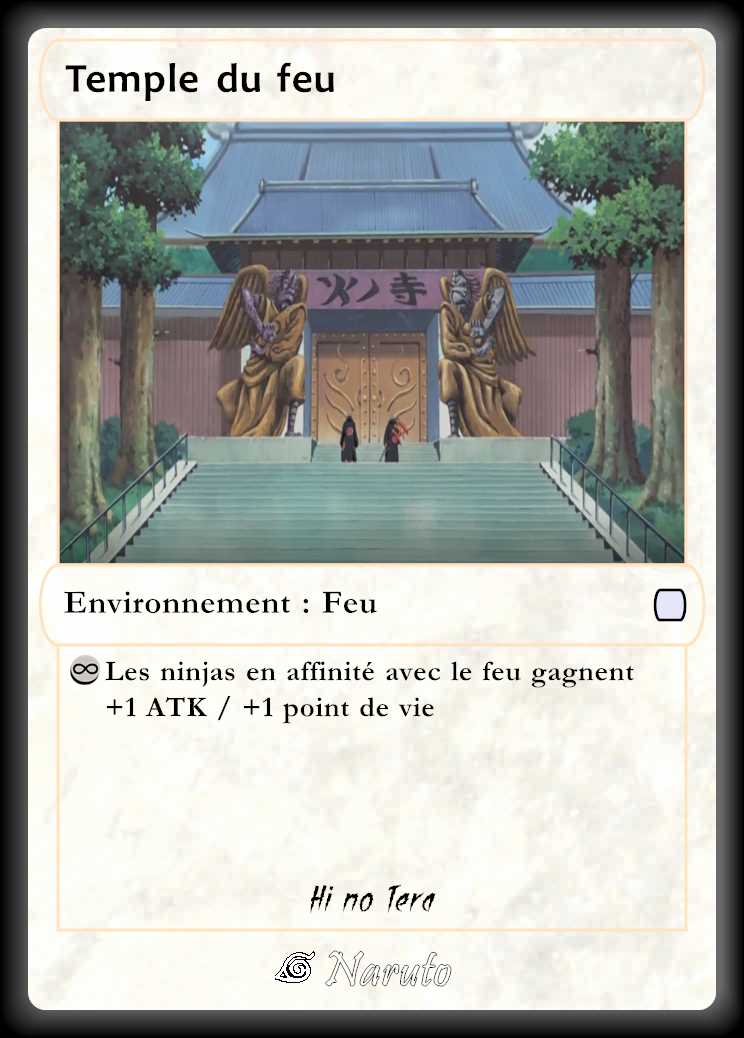 Temple du feu
火ノ寺
Environnement : Feu
Les ninjas en affinité avec le feu gagnent
+1 ATK / +1 point de vie
Hi no Tera
Naruto